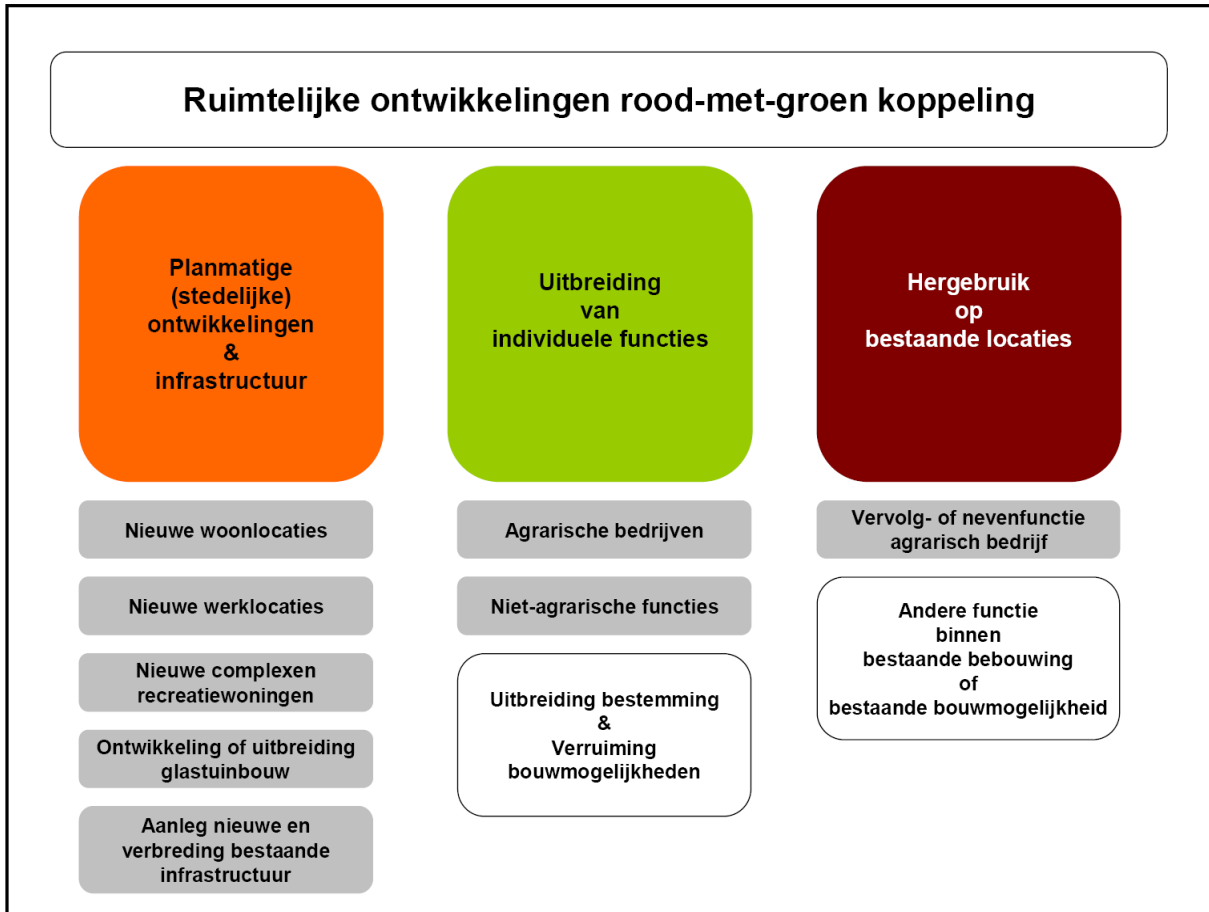 Ruimtelijke ontwikkelingen rood-met-groen koppeling
Planmatige
(stedelijke)
ontwikkelingen
&
infrastructuur
Nieuwe woonlocaties
Nieuwe werklocaties
Nieuwe complexen
recreatiewoningen
Ontwikkeling of uitbreiding
glastuinbouw
Aanleg nieuwe en
verbreding bestaande
infrastructuur
Uitbreiding
van
individuele functies
Agrarische bedrijven
Niet-agrarische functies
Uitbreiding bestemming
&
Verruiming
bouwmogelijkheden
Hergebruik
op
bestaande locaties
Vervolg- of nevenfunctie
agrarisch bedrijf
Andere functie
binnen
bestaande bebouwing
of
bestaande bouwmogelijkheid